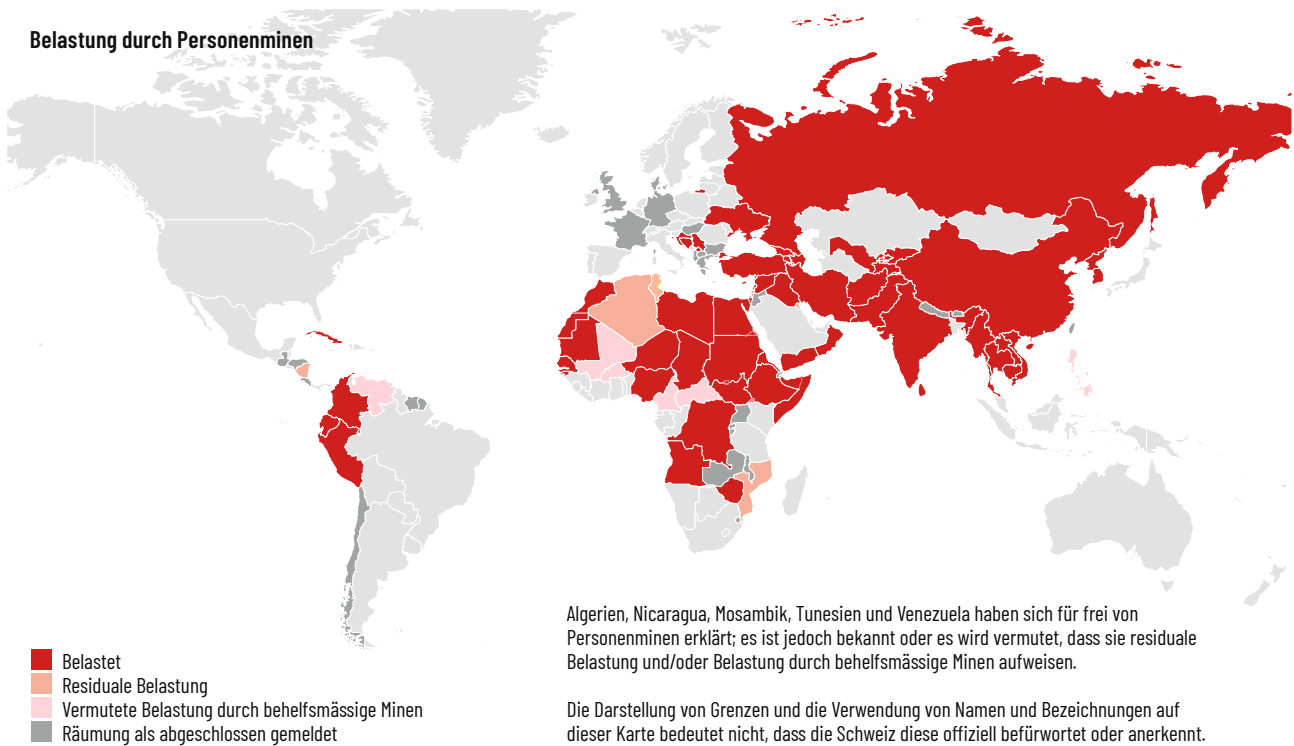 Belastung durch Personenminen
Algerien, Nicaragua, Mosambik, Tunesien und Venezuela haben sich für frei von
Personenminen erklärt; es ist jedoch bekannt oder es wird vermutet, dass sie residuale
Belastung und/oder Belastung durch behelfsmässige Minen aufweisen.
Die Darstellung von Grenzen und die Verwendung von Namen und Bezeichnungen auf
dieser Karte bedeutet nicht, dass die Schweiz diese offiziell befürwortet oder anerkennt.
Belastet
Residuale Belastung
Vermutete Belastung durch behelfsmässige Minen
Räumung als abgeschlossen gemeldet